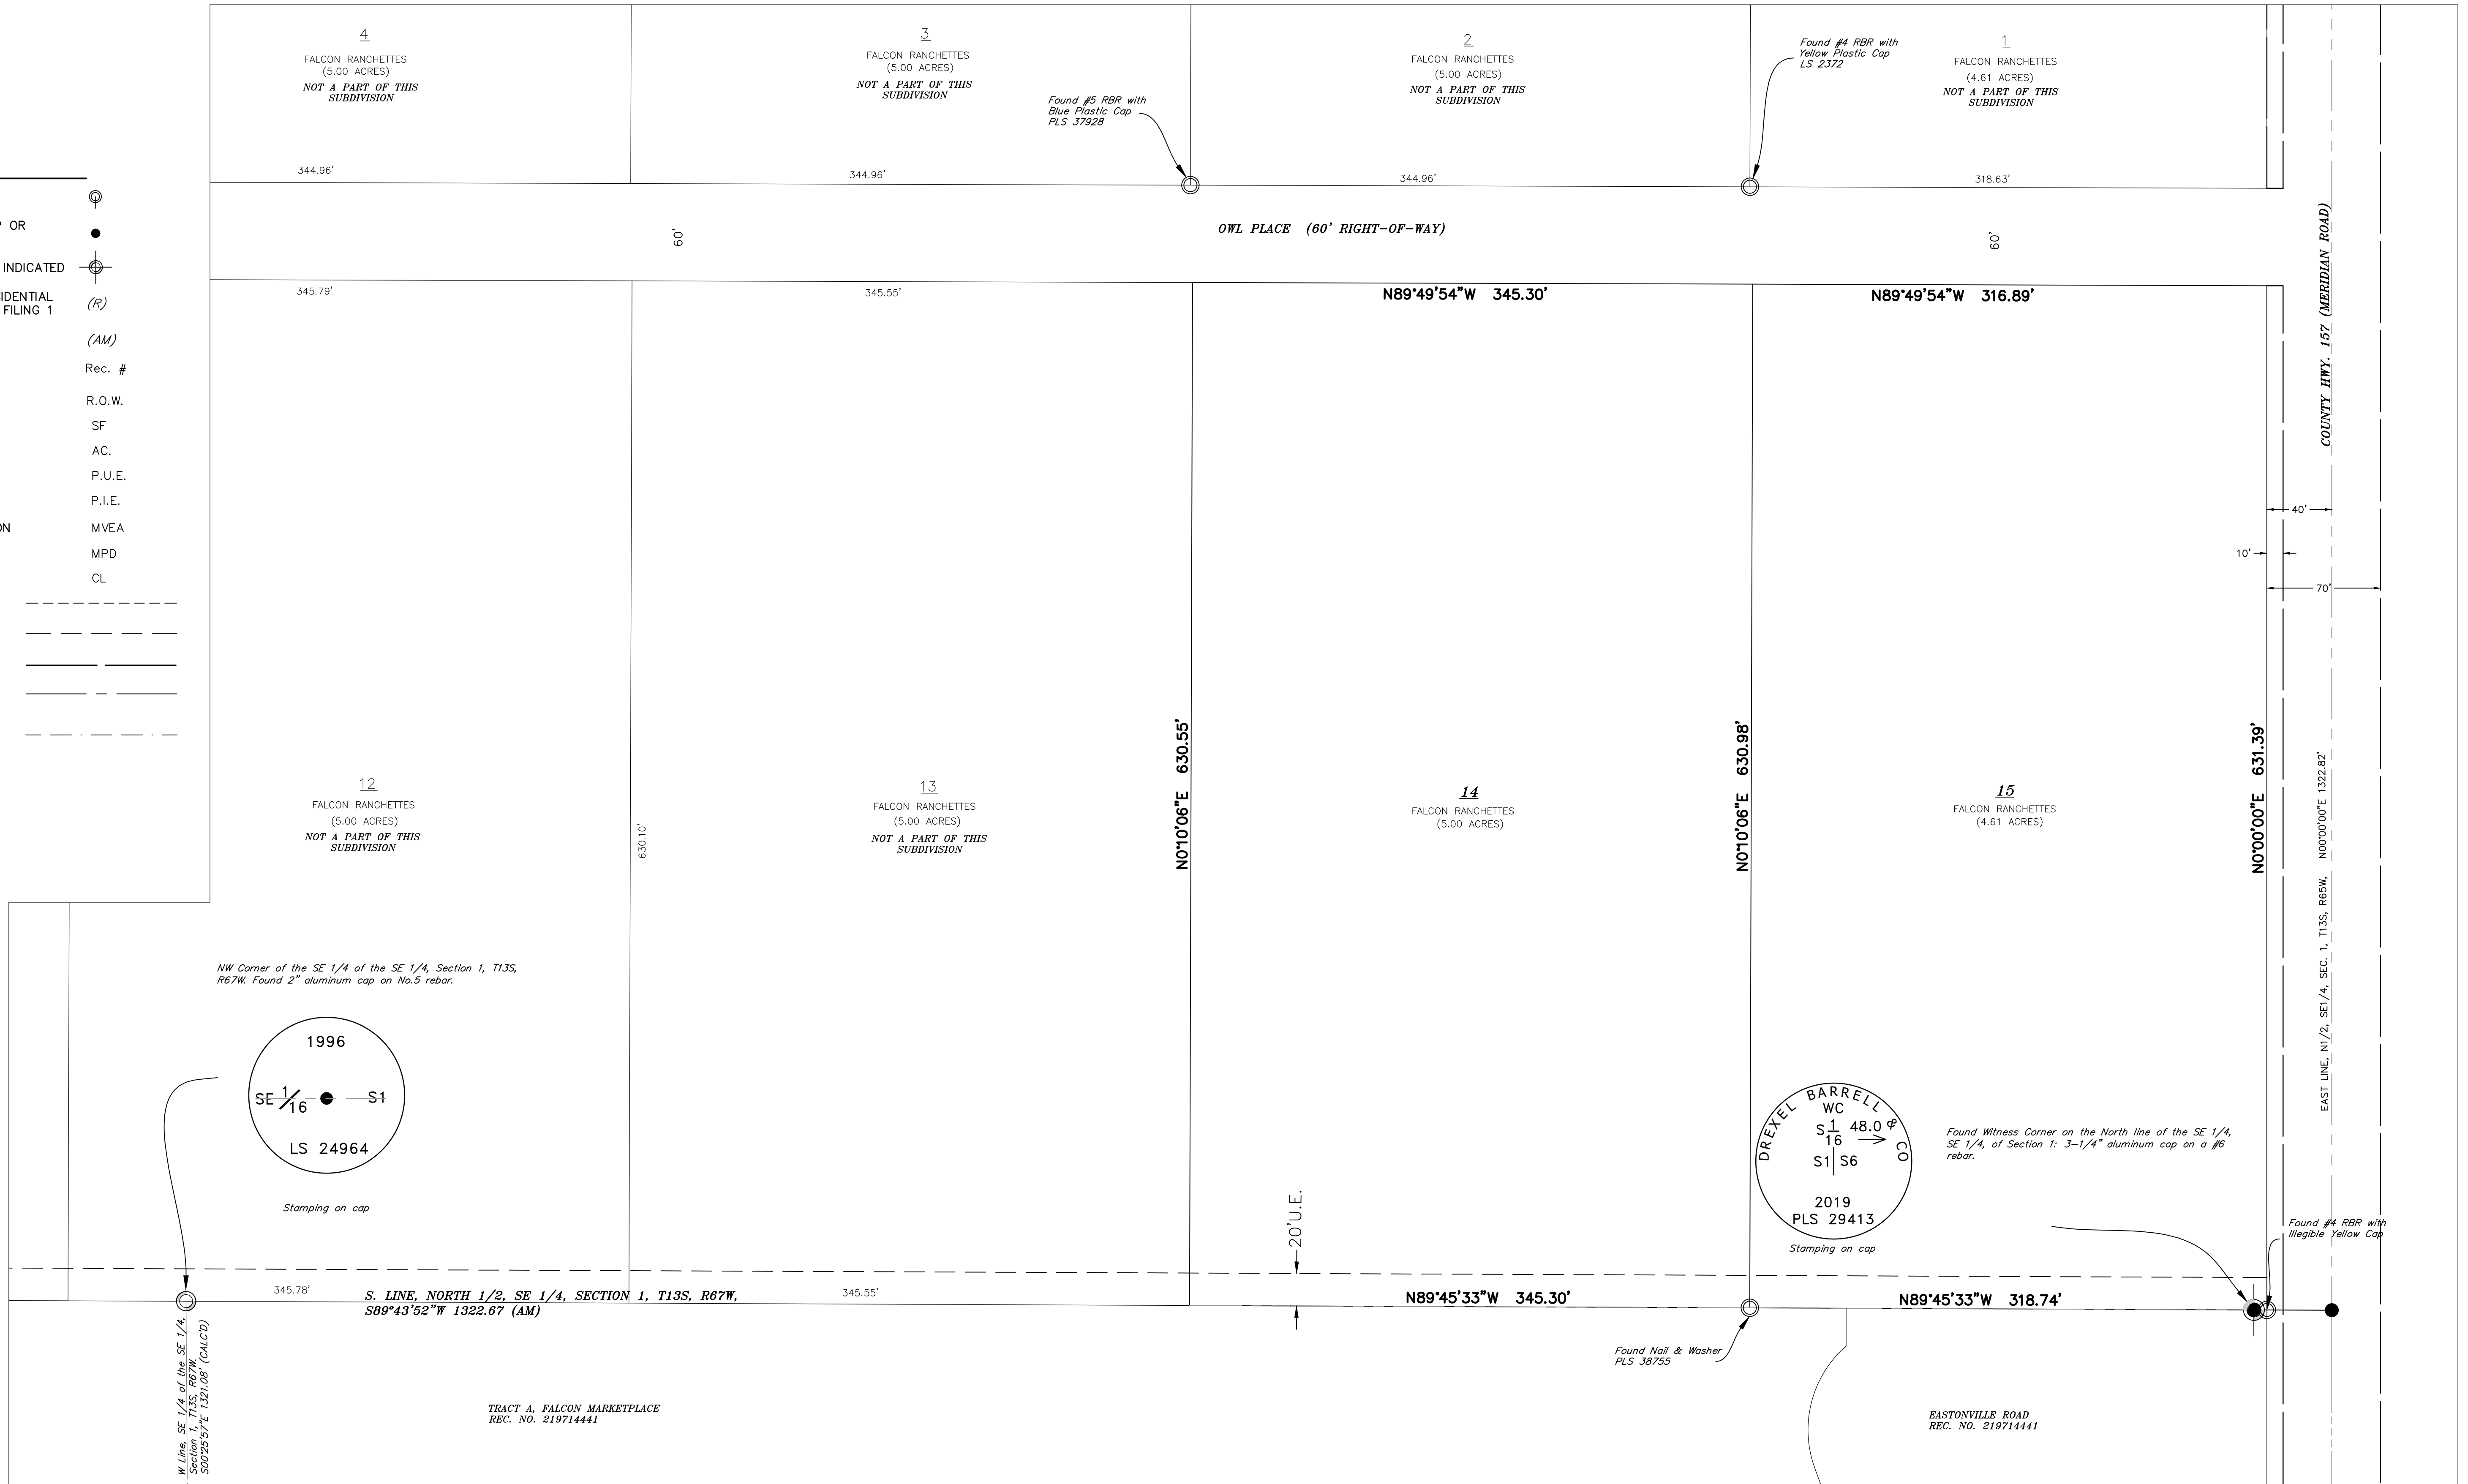 4
FALCON RANCHETTES
(5.00 ACRES)
NOT A PART OF THIS
SUBDIVISION
3
FALCON RANCHETTES
(5.00 ACRES)
NOT A PART OF THIS
SUBDIVISION
2
FALCON RANCHETTES
(5.00 ACRES)
NOT A PART OF THIS
SUBDIVISION
1
FALCON RANCHETTES
(4.61 ACRES)
NOT A PART OF THIS
SUBDIVISION
Found #5 RBR with
Blue Plastic Cap
PLS 37928
Found #4 RBR with
Yellow Plastic Cap
LS 2372
344.96'
344.96'
344.96'
318.63'
OR
INDICATED
IDENTIAL
FILING 1
(R)
(AM)
Rec. #
R.O.W.
SF
AC.
P.U.E.
P.I.E.
ON
MVEA
MPD
CL
60'
OWL PLACE (60' RIGHT-OF-WAY)
60'
COUNTY HWY. 157 (MERIDIAN ROAD)
345.79'
345.55'
N89°49'54"W 345.30'
N89°49'54"W 316.89'
40'
10'
70'
12
FALCON RANCHETTES
(5.00 ACRES)
NOT A PART OF THIS
SUBDIVISION
630.10'
13
FALCON RANCHETTES
(5.00 ACRES)
NOT A PART OF THIS
SUBDIVISION
N0°10'06"E 630.55'
14
FALCON RANCHETTES
(5.00 ACRES)
N0°10'06"E 630.98'
15
FALCON RANCHETTES
(4.61 ACRES)
N0°00'00"E 631.39'
EAST LINE, N1/2, SE1/4, SEC. 1, T13S, R65W, N00°00'00"E 1322.82'
NW Corner of the SE 1/4 of the SE 1/4, Section 1, T13S,
R67W. Found 2" aluminum cap on No.5 rebar.
1996
SE 1/16 S1
LS 24964
Stamping on cap
DREXEL BARRELL & CO
WC
S 1/16 48.0
S1 S6
2019
PLS 29413
Stamping on cap
Found Witness Corner on the North line of the SE 1/4,
SE 1/4, of Section 1: 3-1/4" aluminum cap on a #6
rebar.
Found #4 RBR with
Illegible Yellow Cap
20'U.E.
345.78'
S. LINE, NORTH 1/2, SE 1/4, SECTION 1, T13S, R67W,
S89°43'52"W 1322.67 (AM)
345.55'
N89°45'33"W 345.30'
N89°45'33"W 318.74'
Found Nail & Washer
PLS 38755
W Line, SE 1/4 of the SE 1/4,
Section 1, T13S, R67W.
S00°25'57"E 1321.08' (CALC'D)
TRACT A, FALCON MARKETPLACE
REC. NO. 219714441
EASTONVILLE ROAD
REC. NO. 219714441